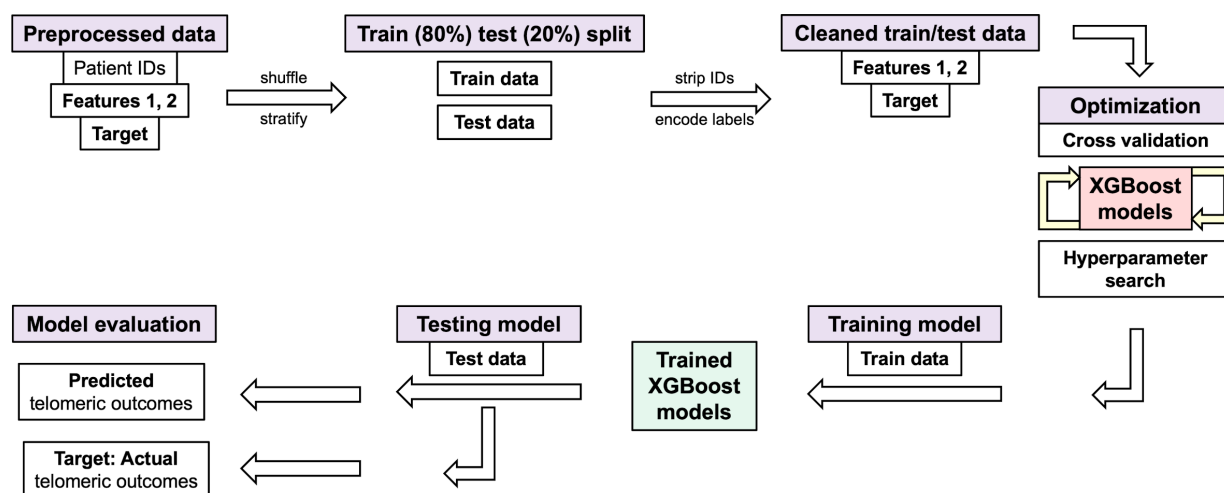 Preprocessed data
Patient IDs
Features 1, 2
Target
shuffle
stratify
Train (80%) test (20%) split
Train data
Test data
strip IDs
encode labels
Cleaned train/test data
Features 1, 2
Target
Optimization
Cross validation
XGBoost
models
Hyperparameter
search
Training model
Train data
Trained
XGBoost
models
Testing model
Test data
Model evaluation
Predicted
telomeric outcomes
Target: Actual
telomeric outcomes